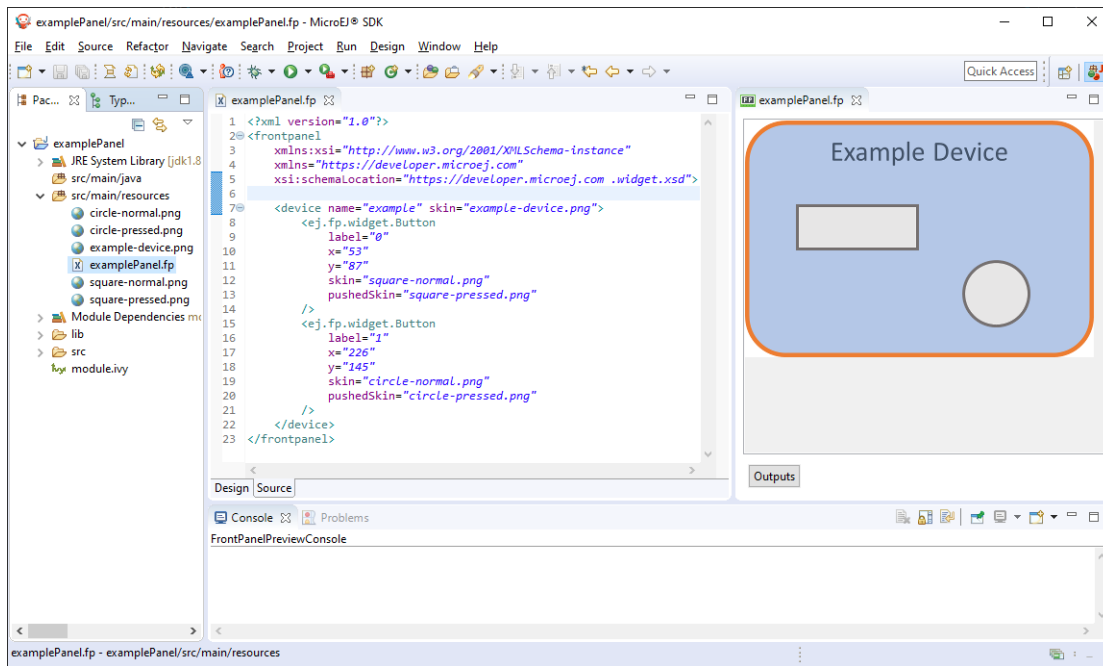 examplePanel/src/main/resources/examplePanel.fp - MicroEJ® SDK
File Edit Source Refactor Navigate Search Project Run Design Window Help
Quick Access
Pac...
Typ...
examplePanel
JRE System Library [jdk1.8
src/main/java
src/main/resources
circle-normal.png
circle-pressed.png
example-device.png
examplePanel.fp
square-normal.png
square-pressed.png
Module Dependencies mo
lib
src
module.ivy
examplePanel.fp
1 <?xml version="1.0"?>
2 <frontpanel
3 xmlns:xsi="http://www.w3.org/2001/XMLSchema-instance"
4 xmlns="https://developer.microej.com"
5 xsi:schemaLocation="https://developer.microej.com .widget.xsd">
6
7 <device name="example" skin="example-device.png">
8 <ej.fp.widget.Button
9 label="0"
10 x="53"
11 y="87"
12 skin="square-normal.png"
13 pushedSkin="square-pressed.png"
14 />
15 <ej.fp.widget.Button
16 label="1"
17 x="226"
18 y="145"
19 skin="circle-normal.png"
20 pushedSkin="circle-pressed.png"
21 />
22 </device>
23 </frontpanel>
Design Source
examplePanel.fp
Example Device
Outputs
Console
Problems
FrontPanelPreviewConsole
examplePanel.fp - examplePanel/src/main/resources